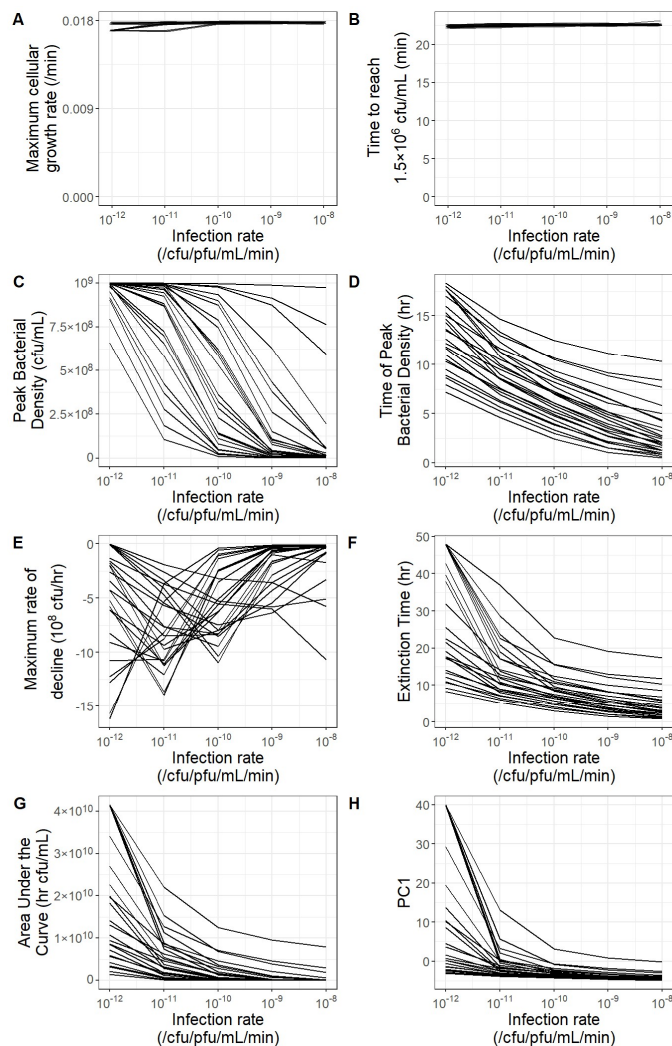 A
Maximum cellular
growth rate (/min)
0.018
0.009
0.000
10⁻¹² 10⁻¹¹ 10⁻¹⁰ 10⁻⁹ 10⁻⁸
Infection rate
(/cfu/pfu/mL/min)
B
Time to reach
1.5×10⁶ cfu/mL (min)
20
15
10
5
0
10⁻¹² 10⁻¹¹ 10⁻¹⁰ 10⁻⁹ 10⁻⁸
Infection rate
(/cfu/pfu/mL/min)
C
Peak Bacterial
Density (cfu/mL)
10⁹
7.5×10⁸
5×10⁸
2.5×10⁸
0
10⁻¹² 10⁻¹¹ 10⁻¹⁰ 10⁻⁹ 10⁻⁸
Infection rate
(/cfu/pfu/mL/min)
D
Time of Peak
Bacterial Density (hr)
15
10
5
0
10⁻¹² 10⁻¹¹ 10⁻¹⁰ 10⁻⁹ 10⁻⁸
Infection rate
(/cfu/pfu/mL/min)
E
Maximum rate of
decline (10⁸ cfu/hr)
0
-5
-10
-15
10⁻¹² 10⁻¹¹ 10⁻¹⁰ 10⁻⁹ 10⁻⁸
Infection rate
(/cfu/pfu/mL/min)
F
Extinction Time (hr)
50
40
30
20
10
0
10⁻¹² 10⁻¹¹ 10⁻¹⁰ 10⁻⁹ 10⁻⁸
Infection rate
(/cfu/pfu/mL/min)
G
Area Under the
Curve (hr cfu/mL)
4×10¹⁰
3×10¹⁰
2×10¹⁰
1×10¹⁰
0
10⁻¹² 10⁻¹¹ 10⁻¹⁰ 10⁻⁹ 10⁻⁸
Infection rate
(/cfu/pfu/mL/min)
H
PC1
40
30
20
10
0
10⁻¹² 10⁻¹¹ 10⁻¹⁰ 10⁻⁹ 10⁻⁸
Infection rate
(/cfu/pfu/mL/min)